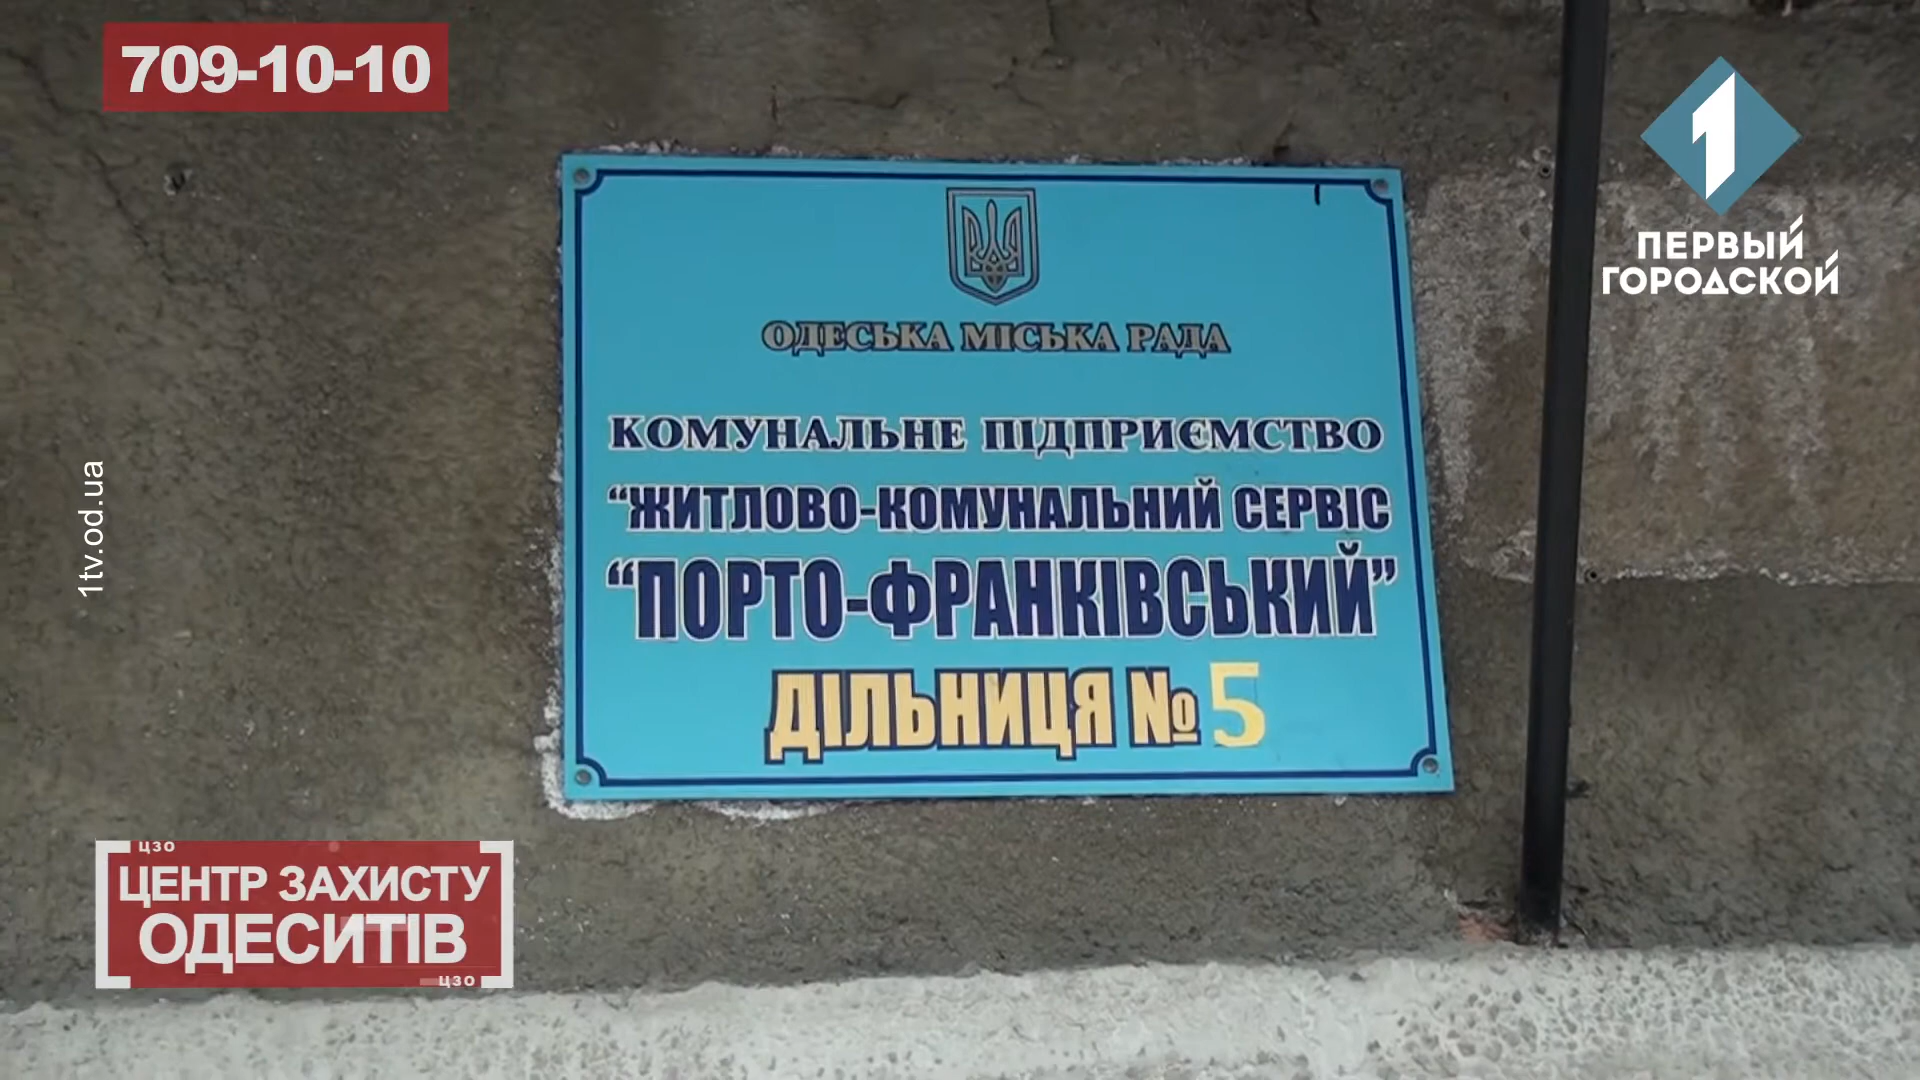 709-10-10
ПЕРВЫЙ
ГОРОДСКОЙ
ОДЕСЬКА МІСЬКА РАДА
КОМУНАЛЬНЕ ПІДПРИЄМСТВО
“ЖИТЛОВО-КОМУНАЛЬНИЙ СЕРВІС
“ПОРТО-ФРАНКІВСЬКИЙ”
ДІЛЬНИЦЯ № 5
1tv.od.ua
ЦЗО
ЦЕНТР ЗАХИСТУ
ОДЕСИТІВ
ЦЗО